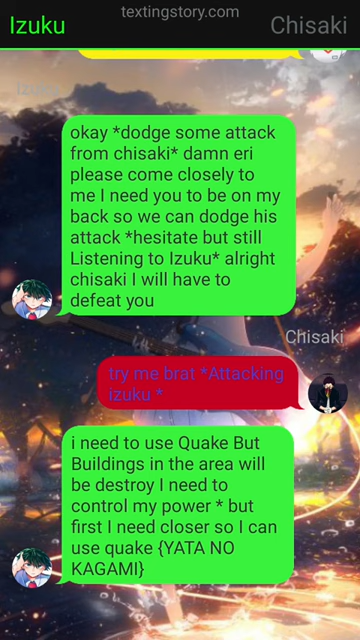 textingstory.com
Izuku Chisaki
Izuku
okay *dodge some attack
from chisaki* damn eri
please come closely to
me I need you to be on my
back so we can dodge his
attack *hesitate but still
Listening to Izuku* alright
chisaki I will have to
defeat you
Chisaki
try me brat *Attacking
izuku *
i need to use Quake But
Buildings in the area will
be destroy I need to
control my power * but
first I need closer so I can
use quake {YATA NO
KAGAMI}